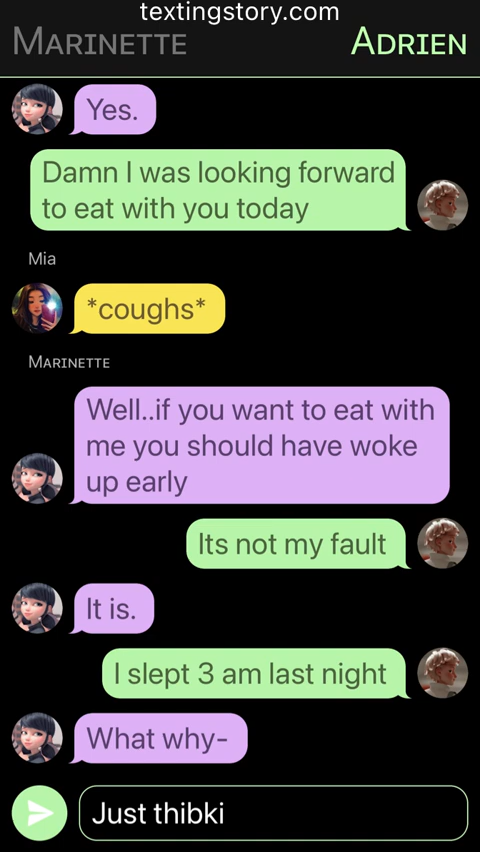 textingstory.com
Marinette Adrien
Yes.
Damn I was looking forward
to eat with you today
Mia
*coughs*
Marinette
Well..if you want to eat with
me you should have woke
up early
Its not my fault
It is.
I slept 3 am last night
What why-
Just thibki